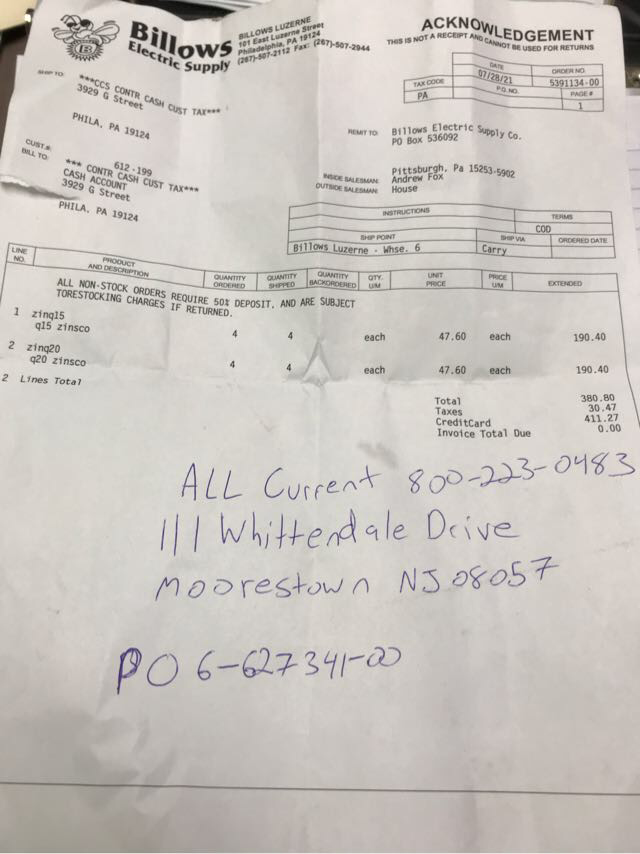 Billows
Electric Supply
BILLOWS LUZERNE
101 East Luzerne Street
Philadelphia, PA 19124
(267)-507-2112 Fax: (267)-507-2944
ACKNOWLEDGEMENT
THIS IS NOT A RECEIPT AND CANNOT BE USED FOR RETURNS
DATE ORDER NO.
07/28/21 5391134-00
TAX CODE P.O. NO. PAGE #
PA 1
SHIP TO: ***CCS CONTR CASH CUST TAX***
3929 G Street
PHILA, PA 19124
REMIT TO: Billows Electric Supply Co.
PO Box 536092
Pittsburgh, Pa 15253-5902
CUST.#: 612-199
BILL TO: *** CONTR CASH CUST TAX***
CASH ACCOUNT
3929 G Street
PHILA, PA 19124
INSIDE SALESMAN: Andrew Fox
OUTSIDE SALESMAN: House
INSTRUCTIONS TERMS
COD
SHIP POINT SHIP VIA ORDERED DATE
Billows Luzerne - Whse. 6 Carry
LINE NO. PRODUCT AND DESCRIPTION QUANTITY ORDERED QUANTITY SHIPPED QUANTITY BACKORDERED QTY. U/M UNIT PRICE PRICE U/M EXTENDED
ALL NON-STOCK ORDERS REQUIRE 50% DEPOSIT, AND ARE SUBJECT
TORESTOCKING CHARGES IF RETURNED.
1 zinq15 4 4 each 47.60 each 190.40
q15 zinsco
2 zinq20 4 4 each 47.60 each 190.40
q20 zinsco
2 Lines Total
Total 380.80
Taxes 30.47
CreditCard 411.27
Invoice Total Due 0.00
ALL Current 800-223-0483
111 Whittendale Drive
Moorestown NJ 08057
PO 6-627341-00